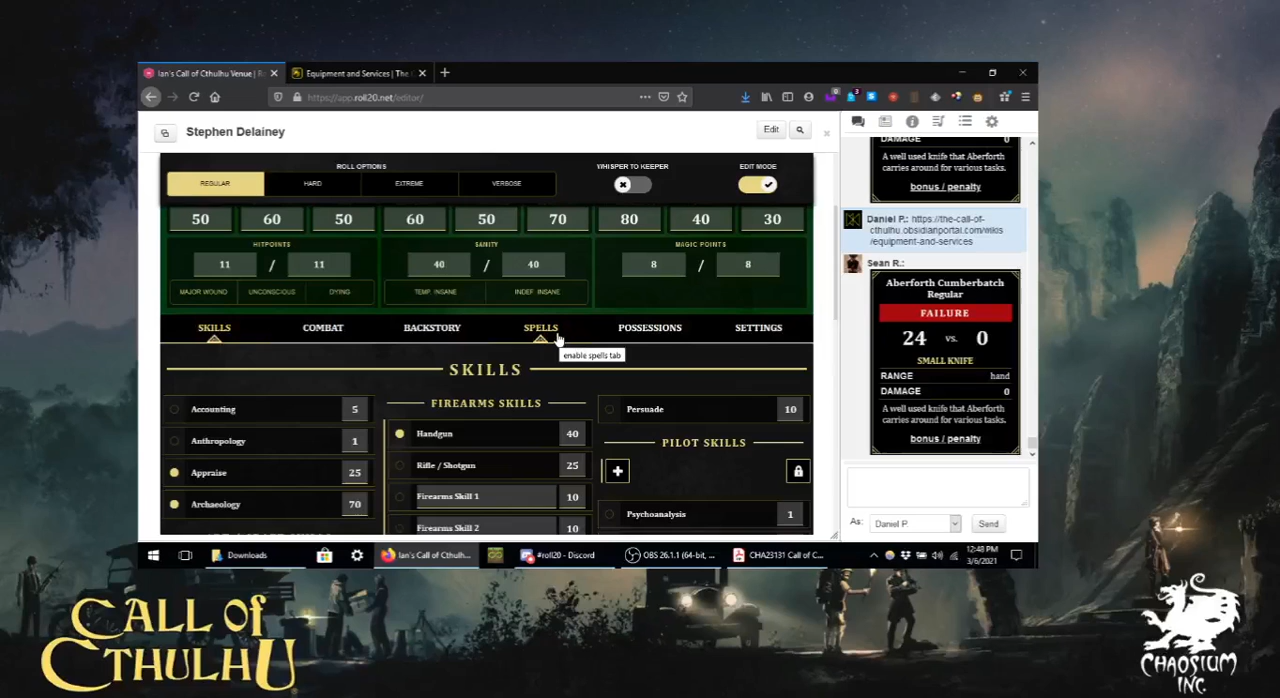 Ian's Call of Cthulhu Venue | Ro
Equipment and Services | The
https://app.roll20.net/editor/
Stephen Delainey
Edit
ROLL OPTIONS
WHISPER TO KEEPER
EDIT MODE
REGULAR
HARD
EXTREME
VERBOSE
50 60 50 60 50 70 80 40 30
HITPOINTS
SANITY
MAGIC POINTS
11 / 11
40 / 40
8 / 8
MAJOR WOUND
UNCONSCIOUS
DYING
TEMP. INSANE
INDEF. INSANE
SKILLS
COMBAT
BACKSTORY
SPELLS
POSSESSIONS
SETTINGS
enable spells tab
SKILLS
Accounting 5
Anthropology 1
Appraise 25
Archaeology 70
FIREARMS SKILLS
Handgun 40
Rifle / Shotgun 25
Firearms Skill 1 10
Firearms Skill 2 10
Persuade 10
PILOT SKILLS
Psychoanalysis 1
DAMAGE 0
A well used knife that Aberforth
carries around for various tasks.
bonus / penalty
Daniel P.: https://the-call-of-
cthulhu.obsidianportal.com/wikis
/equipment-and-services
Sean R.:
Aberforth Cumberbatch
Regular
FAILURE
24 vs. 0
SMALL KNIFE
RANGE hand
DAMAGE 0
A well used knife that Aberforth
carries around for various tasks.
bonus / penalty
As: Daniel P.
Send
Downloads
Ian's Call of Cthulh...
#roll20 - Discord
OBS 26.1.1 (64-bit, ...
CHA23131 Call of C...
12:48 PM
3/6/2021
CALL of
CTHULHU
CHAOSIUM
INC.